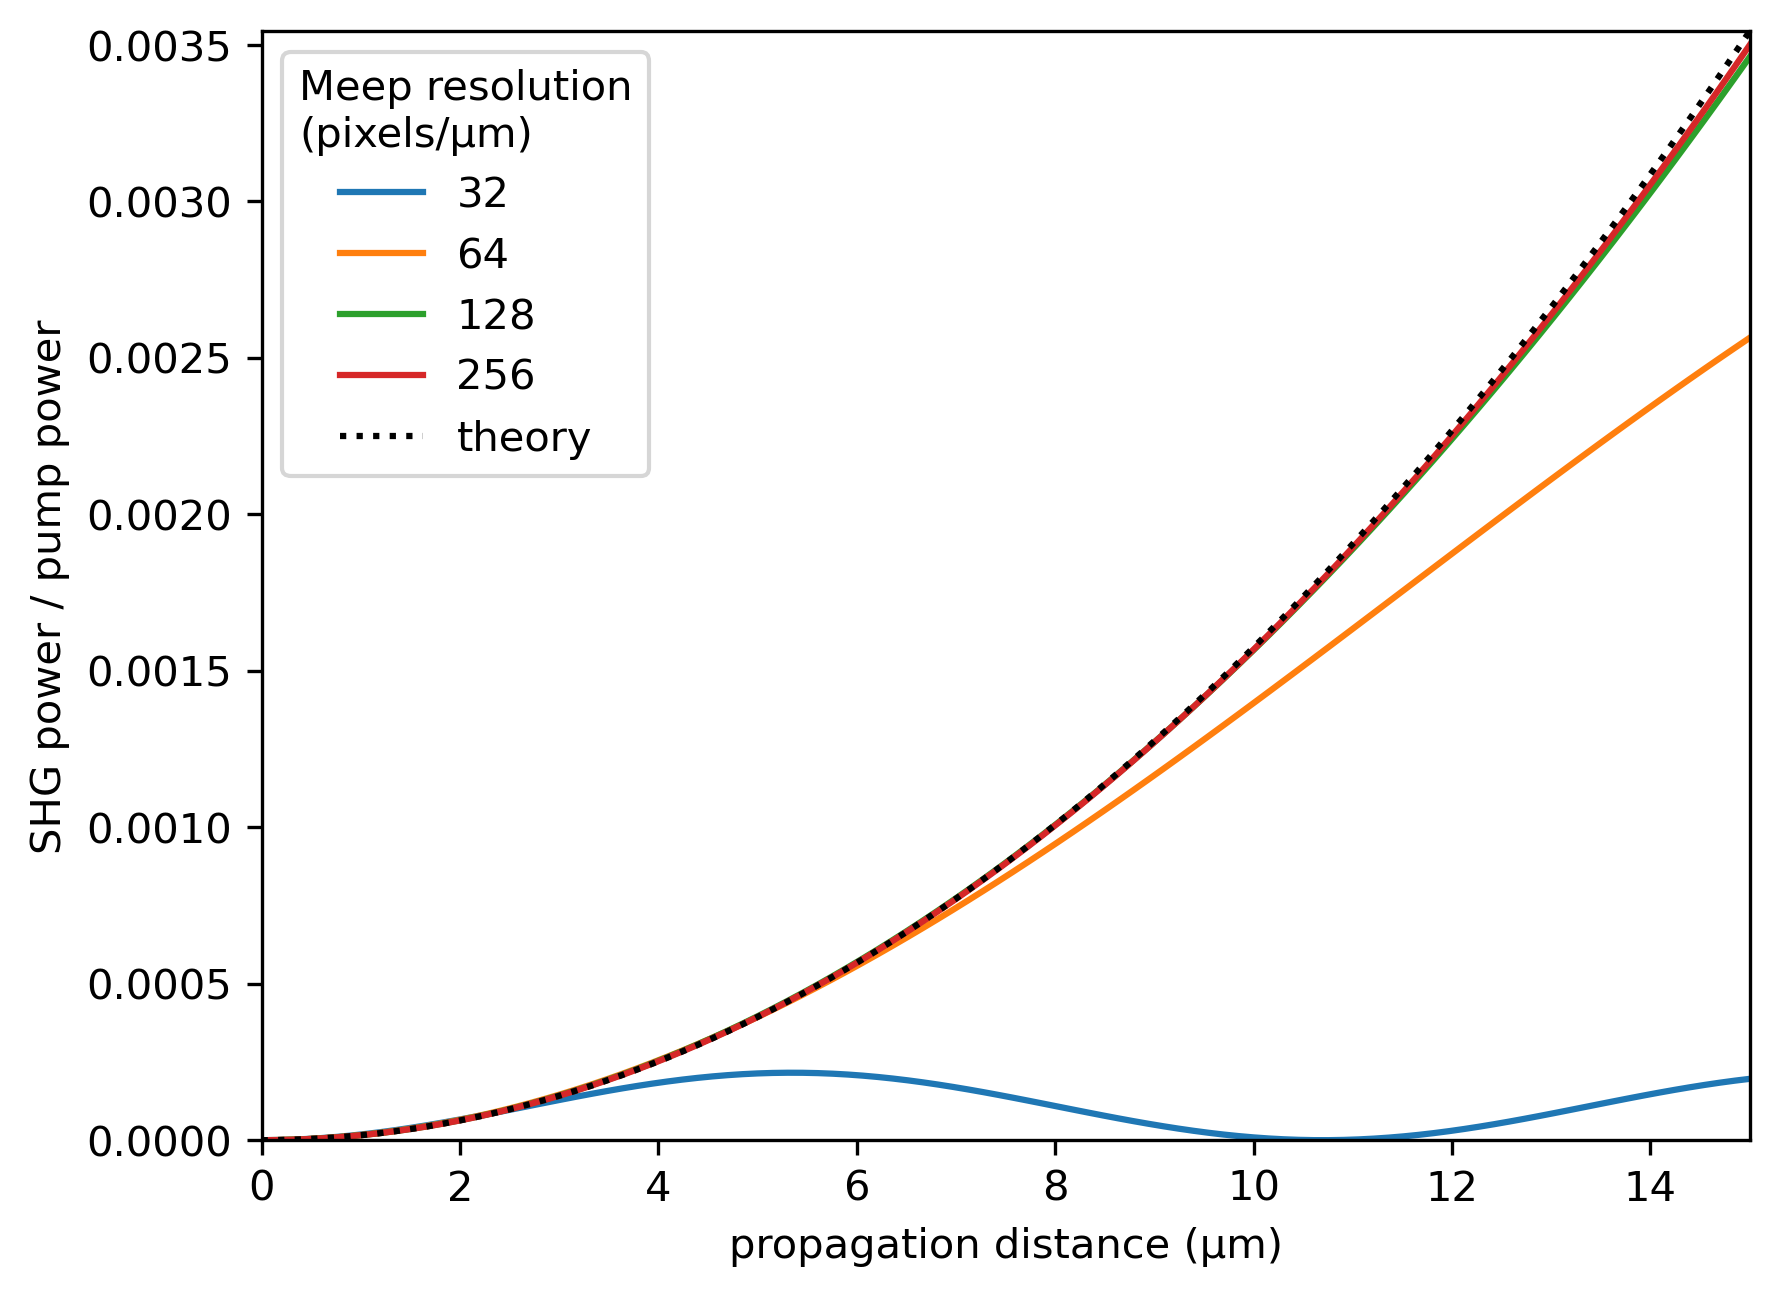 0.0035
0.0030
0.0025
0.0020
0.0015
0.0010
0.0005
0.0000
SHG power / pump power
Meep resolution
(pixels/μm)
32
64
128
256
theory
0 2 4 6 8 10 12 14
propagation distance (μm)